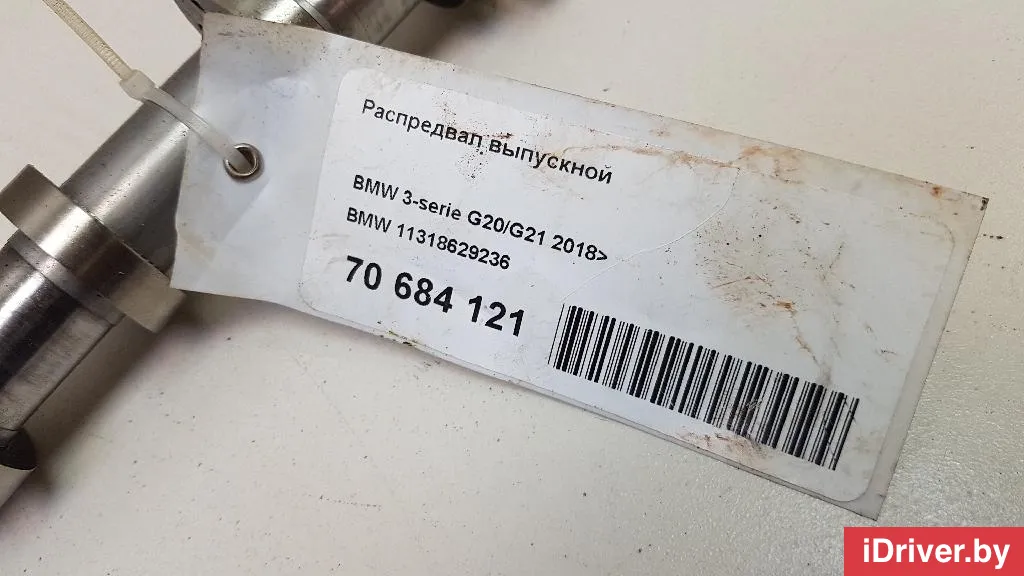 Распредвал выпускной
BMW 3-serie G20/G21 2018>
BMW 11318629236
70 684 121
iDriver.by